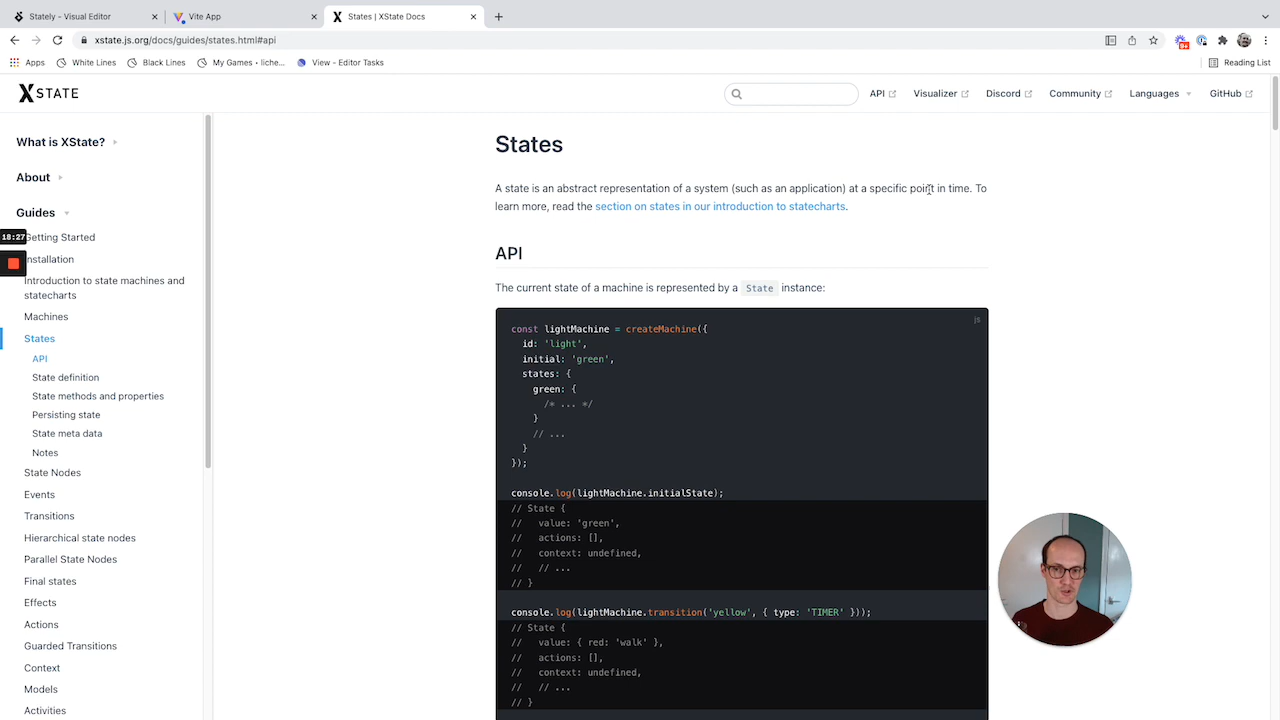 Stately - Visual Editor
Vite App
States | XState Docs
xstate.js.org/docs/guides/states.html#api
9+
Apps
White Lines
Black Lines
My Games • liche...
View - Editor Tasks
Reading List
XSTATE
API
Visualizer
Discord
Community
Languages
GitHub
What is XState?
About
Guides
18:27
Getting Started
Installation
Introduction to state machines and
statecharts
Machines
States
API
State definition
State methods and properties
Persisting state
State meta data
Notes
State Nodes
Events
Transitions
Hierarchical state nodes
Parallel State Nodes
Final states
Effects
Actions
Guarded Transitions
Context
Models
Activities
States
A state is an abstract representation of a system (such as an application) at a specific point in time. To
learn more, read the section on states in our introduction to statecharts.
API
The current state of a machine is represented by a State instance:
js
const lightMachine = createMachine({
id: 'light',
initial: 'green',
states: {
green: {
/* ... */
}
// ...
}
});
console.log(lightMachine.initialState);
// State {
//   value: 'green',
//   actions: [],
//   context: undefined,
//   // ...
// }
console.log(lightMachine.transition('yellow', { type: 'TIMER' }));
// State {
//   value: { red: 'walk' },
//   actions: [],
//   context: undefined,
//   // ...
// }